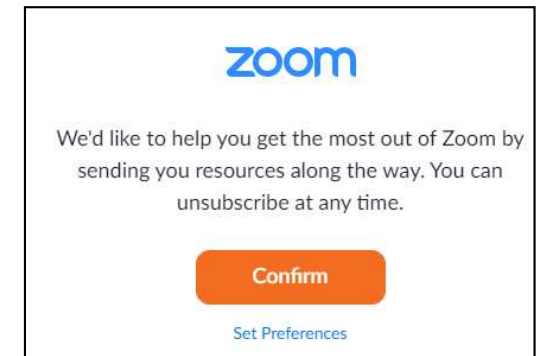 zoom
We'd like to help you get the most out of Zoom by
sending you resources along the way. You can
unsubscribe at any time.
Confirm
Set Preferences